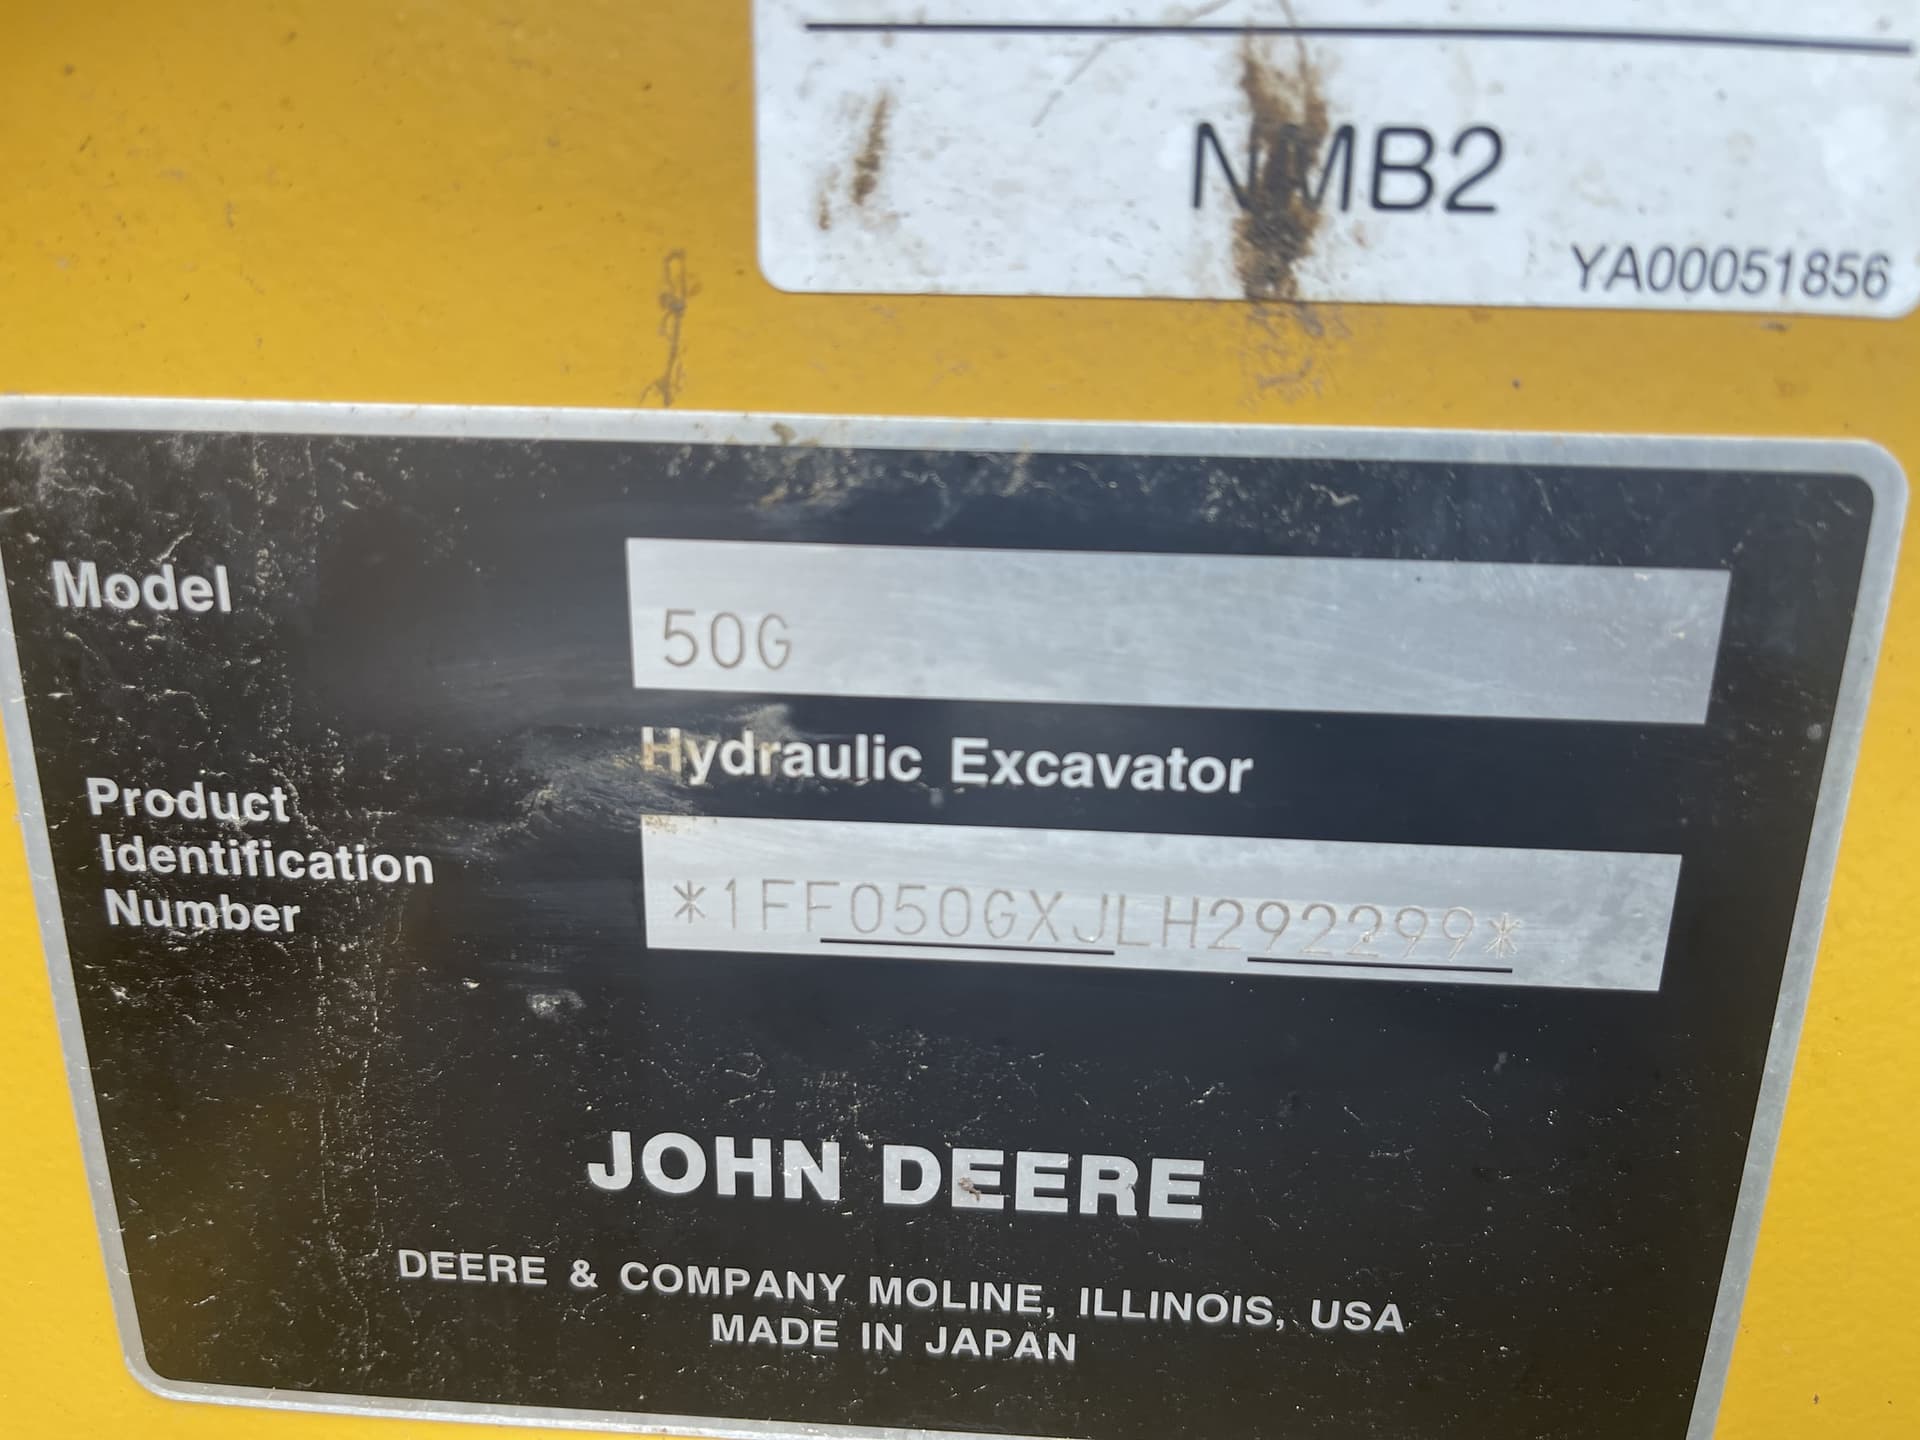 NMB2
YA00051856
Model
50G
Hydraulic Excavator
Product
Identification
Number
*1FF050GXJLH292299*
JOHN DEERE
DEERE & COMPANY MOLINE, ILLINOIS, USA
MADE IN JAPAN